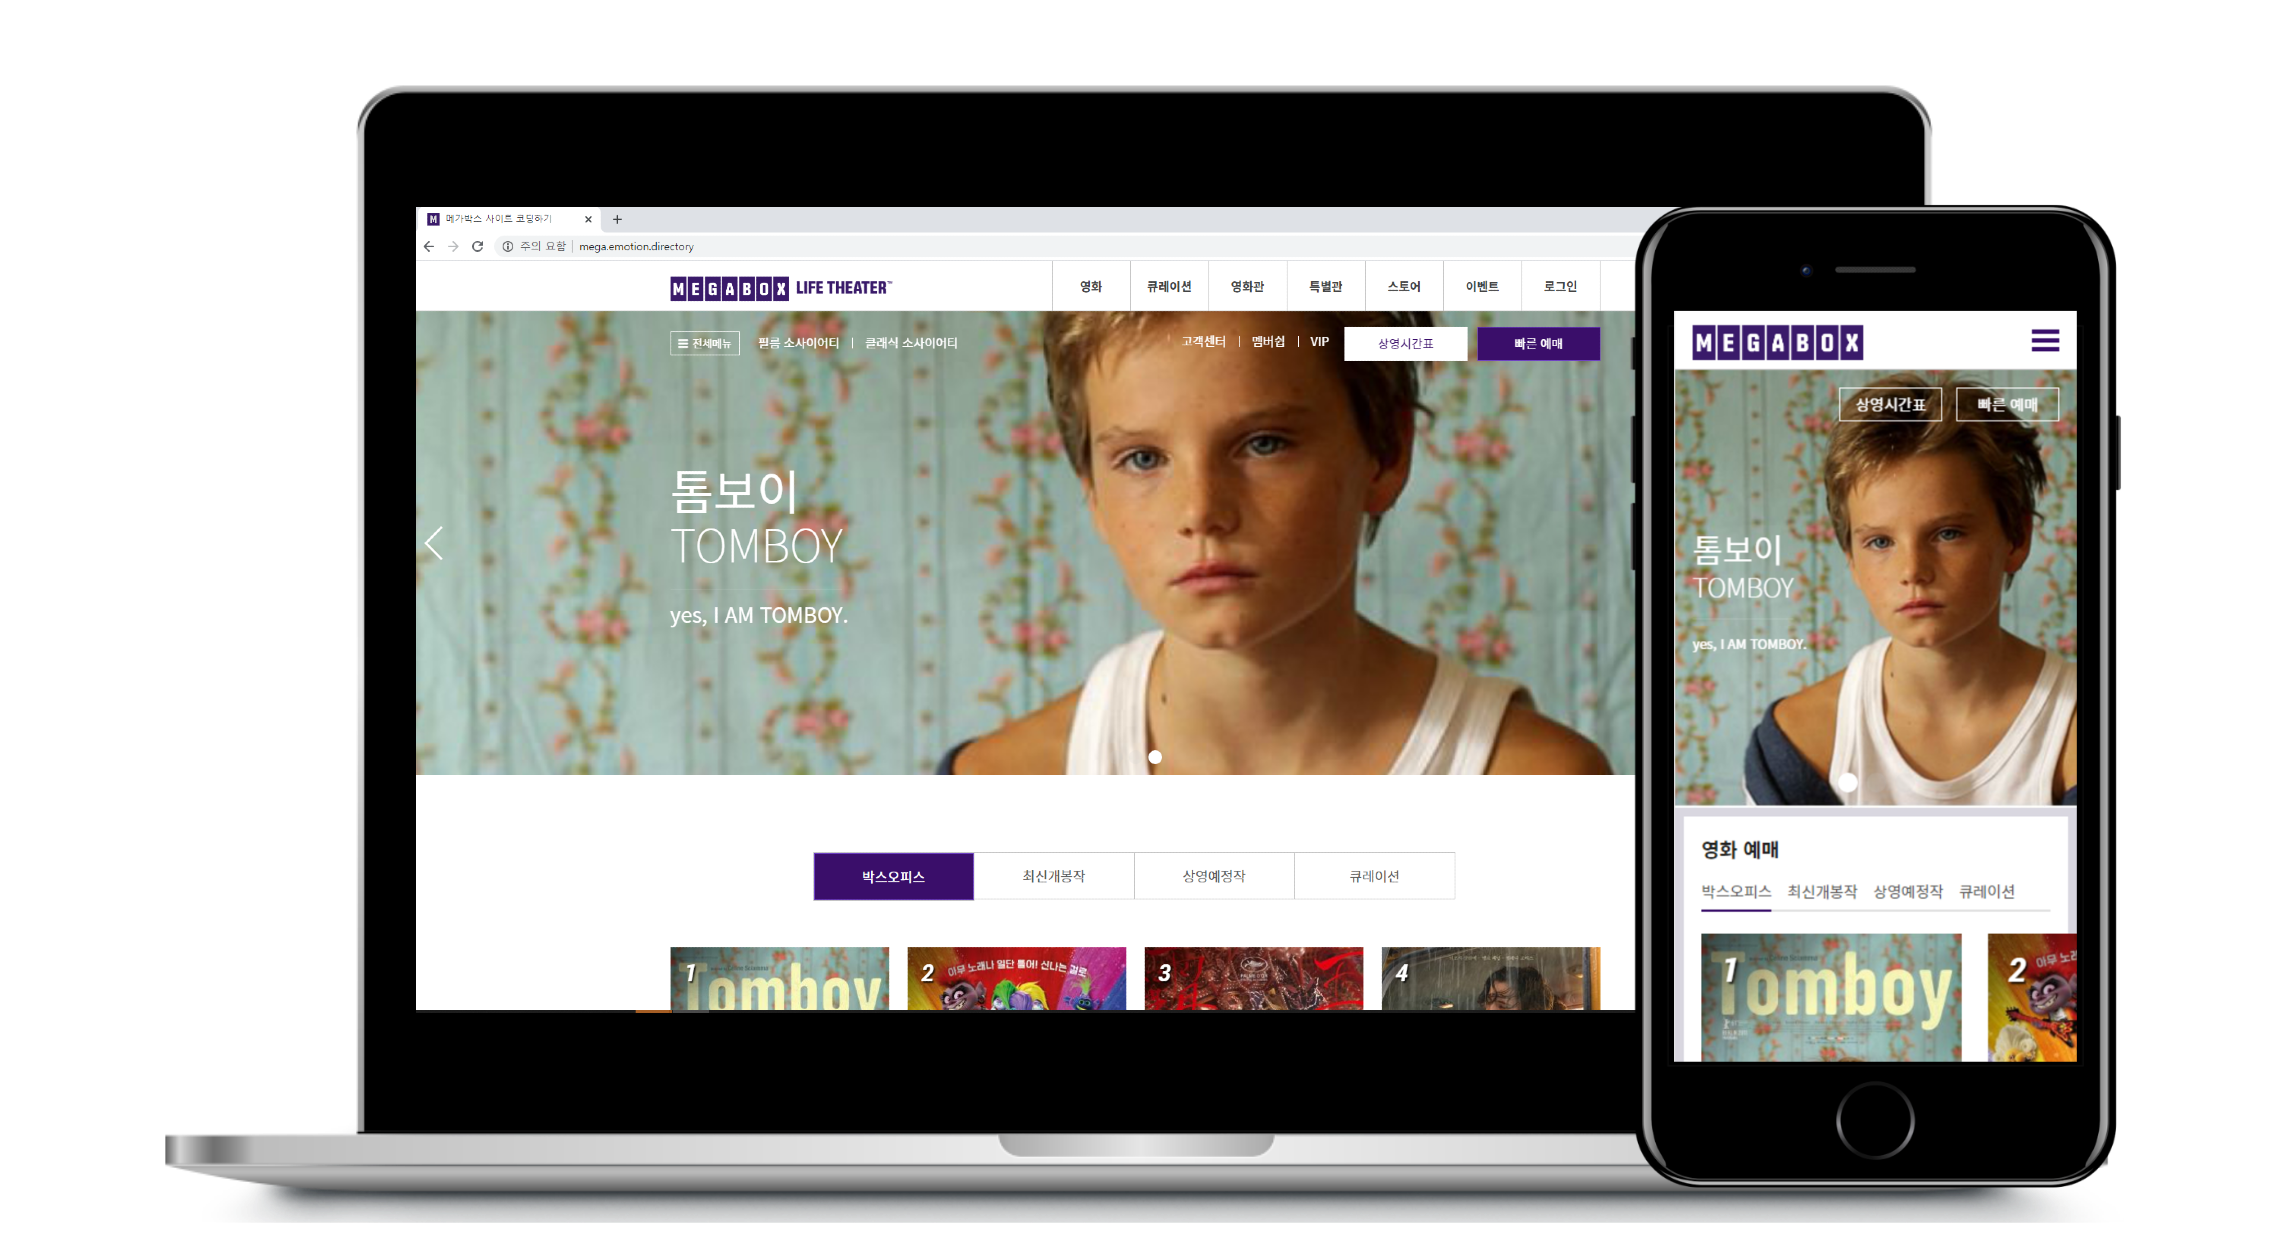 메가박스 사이트 코딩하기
주의 요함 | mega.emotion.directory
MEGABOX LIFE THEATER™
영화 큐레이션 영화관 특별관 스토어 이벤트 로그인
전체메뉴 필름 소사이어티 | 클래식 소사이어티
고객센터 | 멤버쉽 | VIP 상영시간표 빠른 예매
톰보이
TOMBOY
yes, I AM TOMBOY.
박스오피스 최신개봉작 상영예정작 큐레이션
1 Tomboy
2 아무 노래나 일단 틀어! 신나는 걸로
3
4
MEGABOX
상영시간표 빠른 예매
톰보이
TOMBOY
yes, I AM TOMBOY.
영화 예매
박스오피스 최신개봉작 상영예정작 큐레이션
1 Tomboy
2 아무 노래